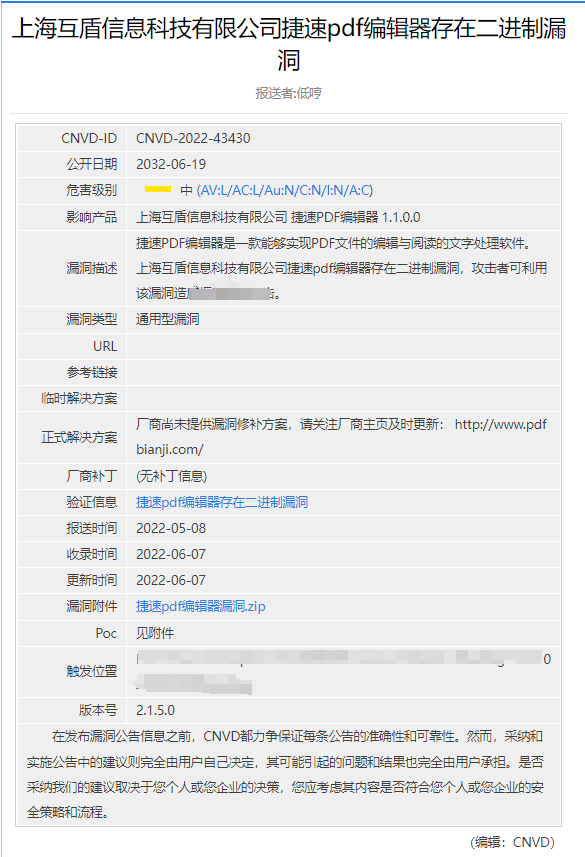 上海互盾信息科技有限公司捷速pdf编辑器存在二进制漏
洞
报送者:低哼
CNVD-ID CNVD-2022-43430
公开日期 2032-06-19
危害级别 中 (AV:L/AC:L/Au:N/C:N/I:N/A:C)
影响产品 上海互盾信息科技有限公司 捷速PDF编辑器 1.1.0.0
漏洞描述 捷速PDF编辑器是一款能够实现PDF文件的编辑与阅读的文字处理软件。
上海互盾信息科技有限公司捷速pdf编辑器存在二进制漏洞，攻击者可利用
该漏洞造 。
漏洞类型 通用型漏洞
URL
参考链接
临时解决方案
正式解决方案 厂商尚未提供漏洞修补方案，请关注厂商主页及时更新： http://www.pdf
bianji.com/
厂商补丁 (无补丁信息)
验证信息 捷速pdf编辑器存在二进制漏洞
报送时间 2022-05-08
收录时间 2022-06-07
更新时间 2022-06-07
漏洞附件 捷速pdf编辑器漏洞.zip
Poc 见附件
触发位置 0
版本号 2.1.5.0
在发布漏洞公告信息之前，CNVD都力争保证每条公告的准确性和可靠性。然而，采纳和
实施公告中的建议则完全由用户自己决定，其可能引起的问题和结果也完全由用户承担。是否
采纳我们的建议取决于您个人或您企业的决策，您应考虑其内容是否符合您个人或您企业的安
全策略和流程。
(编辑：CNVD)